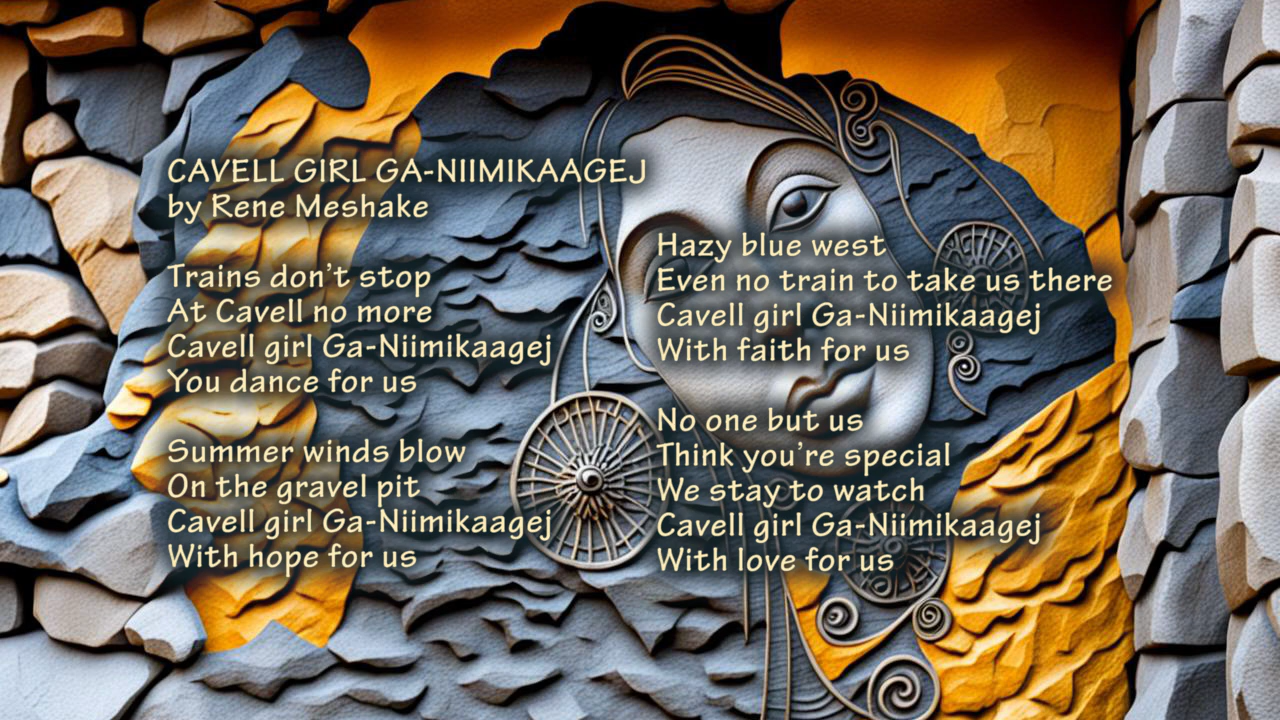 CAVELL GIRL GA-NIIMIKAAGEJ
by Rene Meshake
Trains don't stop
At Cavell no more
Cavell girl Ga-Niimikaagej
You dance for us
Summer winds blow
On the gravel pit
Cavell girl Ga-Niimikaagej
With hope for us
Hazy blue west
Even no train to take us there
Cavell girl Ga-Niimikaagej
With faith for us
No one but us
Think you're special
We stay to watch
Cavell girl Ga-Niimikaagej
With love for us